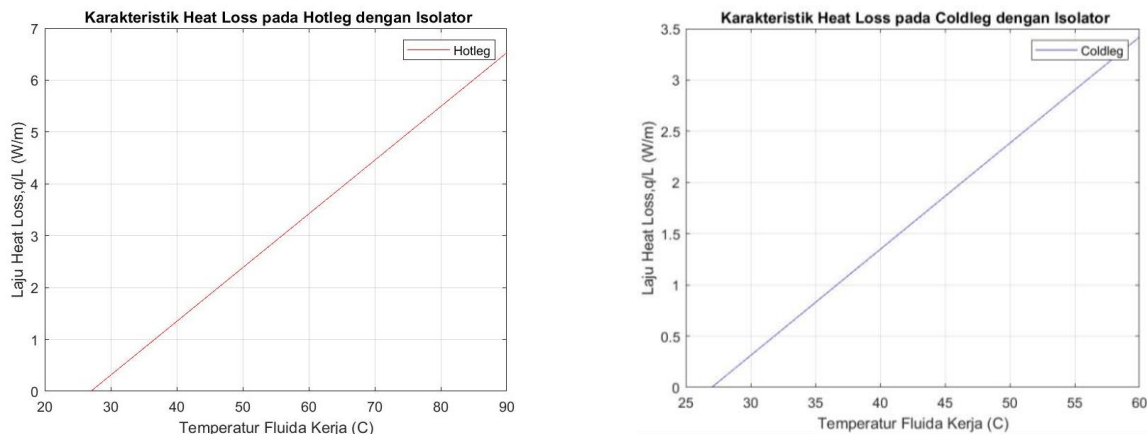 Karakteristik Heat Loss pada Hotleg dengan Isolator
7
6
5
4
3
2
1
0
Laju Heat Loss,q/L (W/m)
Hotleg
20 30 40 50 60 70 80 90
Temperatur Fluida Kerja (C)
Karakteristik Heat Loss pada Coldleg dengan Isolator
3.5
3
2.5
2
1.5
1
0.5
0
Laju Heat Loss,q/L (W/m)
Coldleg
25 30 35 40 45 50 55 60
Temperatur Fluida Kerja (C)